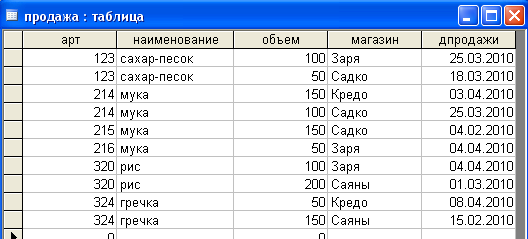 продажа : таблица
арт наименование объем магазин дпродажи
123 сахар-песок 100 Заря 25.03.2010
123 сахар-песок 50 Садко 18.03.2010
214 мука 150 Кредо 03.04.2010
214 мука 100 Садко 25.03.2010
215 мука 150 Садко 04.02.2010
216 мука 50 Заря 04.04.2010
320 рис 100 Заря 04.04.2010
320 рис 200 Саяны 01.03.2010
324 гречка 50 Кредо 08.04.2010
324 гречка 150 Саяны 15.02.2010
0 0